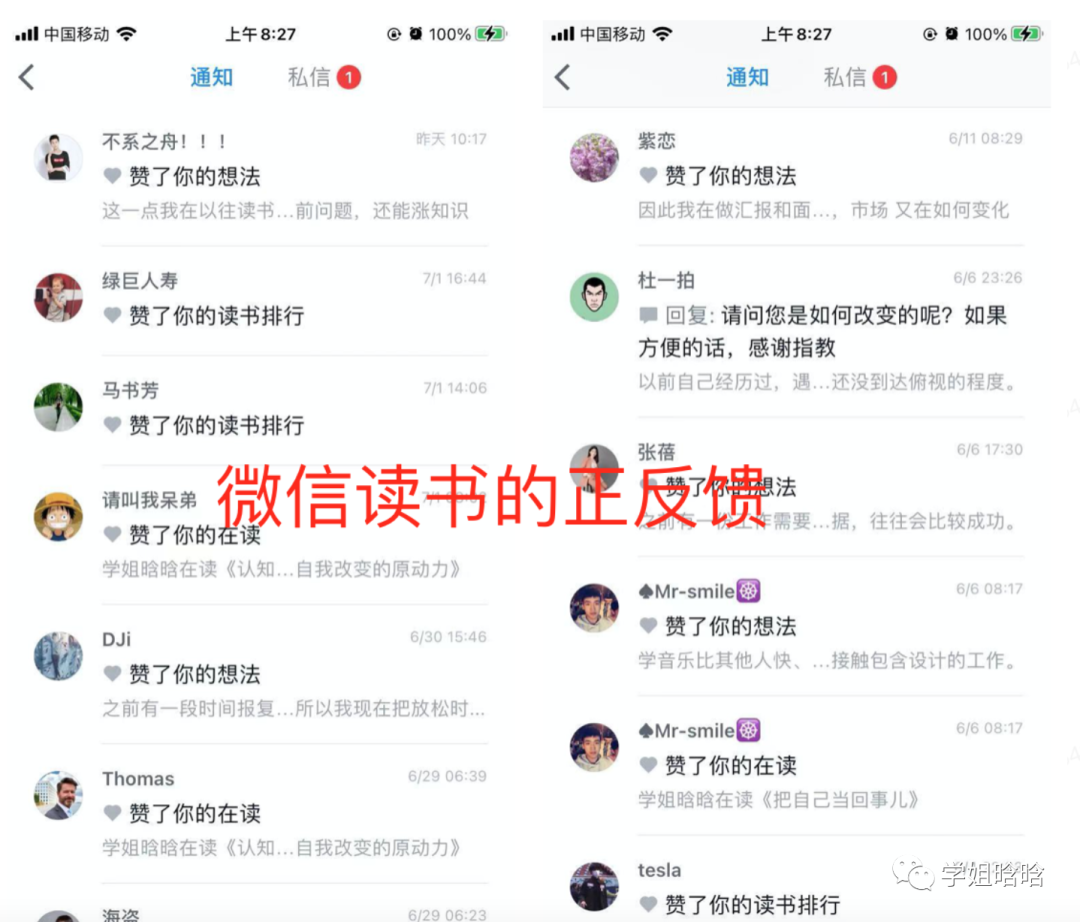 中国移动
上午8:27
100%
通知
私信 1
不系之舟！！！
昨天 10:17
赞了你的想法
这一点我在以往读书…前问题，还能涨知识
绿巨人寿
7/1 16:44
赞了你的读书排行
马书芳
7/1 14:06
赞了你的读书排行
请叫我呆弟
赞了你的在读
学姐晗晗在读《认知…自我改变的原动力》
DJi
6/30 15:46
赞了你的想法
之前有一段时间报复…所以我现在把放松时…
Thomas
6/29 06:39
赞了你的在读
学姐晗晗在读《认知…自我改变的原动力》
海盗
6/29 06:23
微信读书的正反馈
中国移动
上午8:27
100%
通知
私信 1
紫恋
6/11 08:29
赞了你的想法
因此我在做汇报和面…，市场 又在如何变化
杜一拍
6/6 23:26
回复: 请问您是如何改变的呢？如果
方便的话，感谢指教
以前自己经历过，遇…还没到达俯视的程度。
张蓓
6/6 17:30
赞了你的想法
之前有一份工作需要…据，往往会比较成功。
♠Mr-smile☸
6/6 08:17
赞了你的想法
学音乐比其他人快、…接触包含设计的工作。
♠Mr-smile☸
6/6 08:17
赞了你的在读
学姐晗晗在读《把自己当回事儿》
tesla
赞了你的读书排行
学姐晗晗